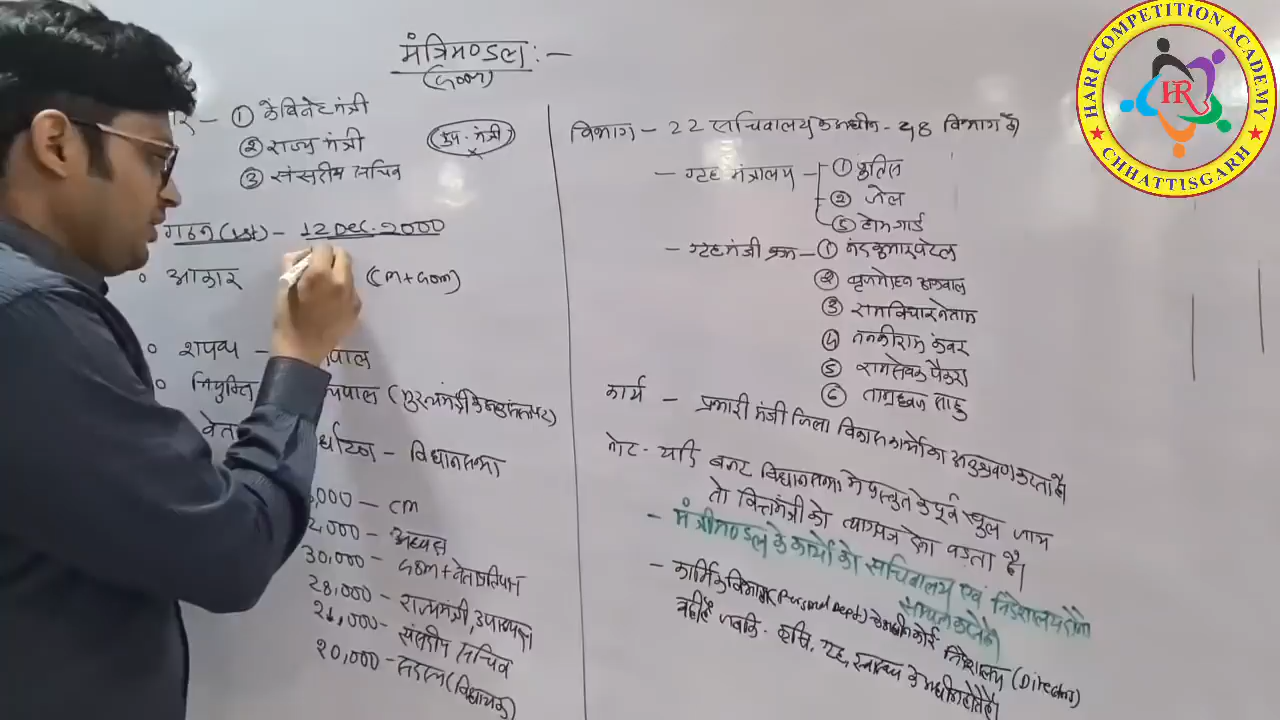 मंत्रिमण्डल :-
(GOM)
① केबिनेट मंत्री
② राज्य मंत्री
③ संसदीय सचिव
उप. मंत्री
गठन (1st) - 12 Dec. 2000
• आकार (CM + GOM)
• शपथ -
• नियुक्ति (मुख्यमंत्री के सलाह पर)
- विधानसभा
- CM
- अध्यक्ष
30,000 - GOM + नेता प्रतिपक्ष
28,000 - राज्यमंत्री, उपाध्यक्ष
- संसदीय सचिव
20,000 - सदस्य (विधायक)
विभाग - 22 सचिवालय के अधीन - 48 विभाग है
- गृह मंत्रालय - ① पुलिस
② जेल
③ होमगार्ड
- गृहमंत्री क्रम - ① नंदकुमार पटेल
② बृजमोहन अग्रवाल
③ रामविचार नेताम
④ ननकीराम कंवर
⑤ रामसेवक पैकरा
⑥ ताम्रध्वज साहू
कार्य - प्रभारी मंत्री जिला विकास कार्यो का अनुश्रवण करता है।
नोट - यदि बजट विधानसभा में प्रस्तुत के पूर्व खुल जाय
तो वित्तमंत्री को त्यागपत्र देना पड़ता है।
- मंत्रीमण्डल के कार्यो को सचिवालय एवं निदेशालय दोनों
- कार्मिक विभाग (Personal Dept) के अधीन कोई निदेशालय (Director)
नहीं है जबकि - कृषि, गृह, स्वास्थ्य के अधीन होते है।
HARI COMPETITION ACADEMY
HR
★ CHHATTISGARH ★